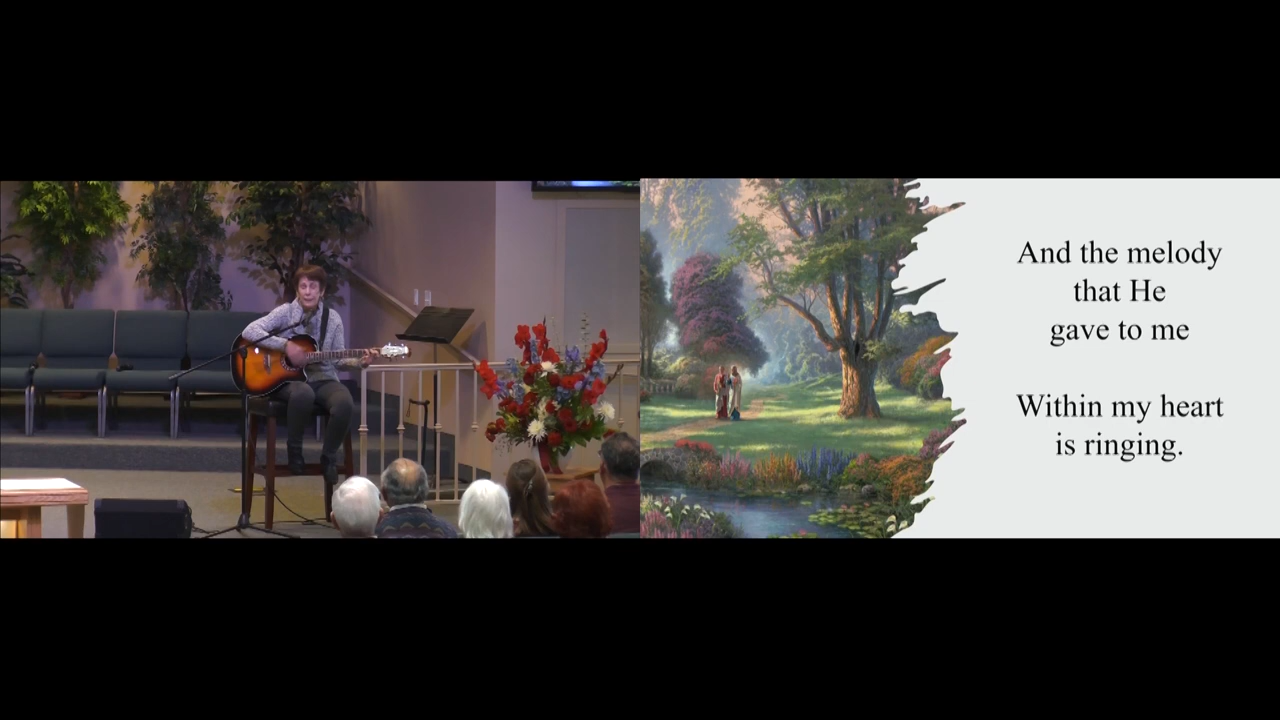 And the melody
that He
gave to me
Within my heart
is ringing.